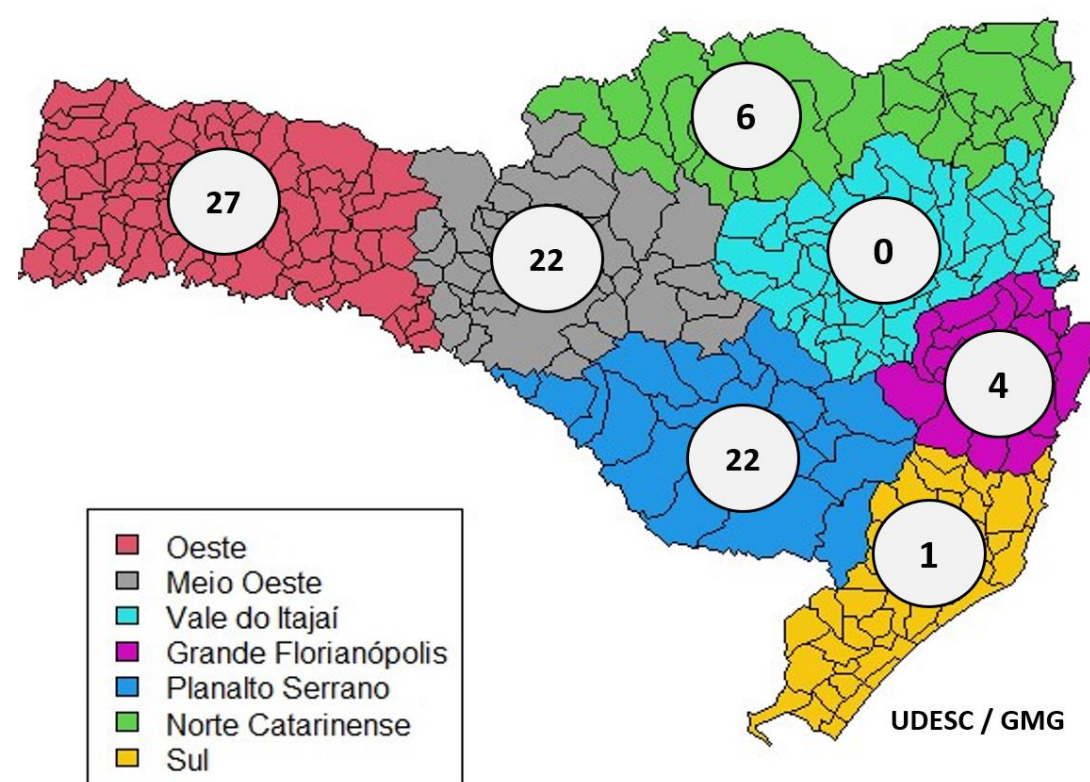 6
27
22
0
4
22
1
Oeste
Meio Oeste
Vale do Itajaí
Grande Florianópolis
Planalto Serrano
Norte Catarinense
Sul
UDESC / GMG